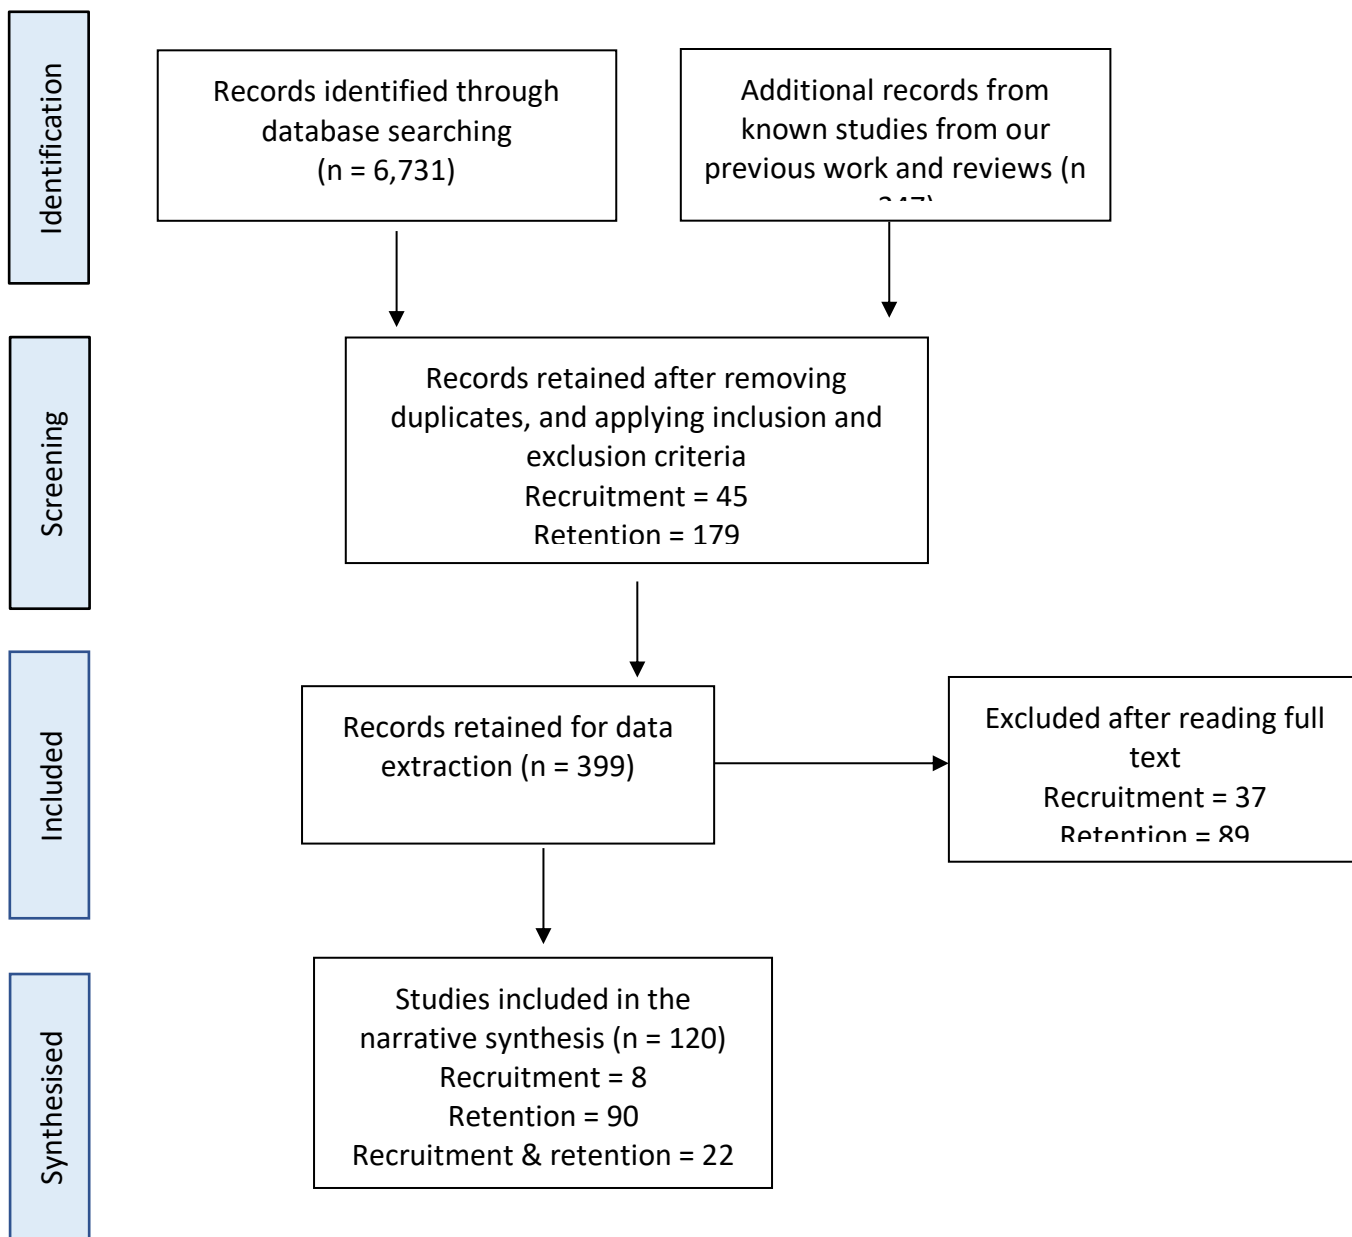 Identification
Records identified through
database searching
(n = 6,731)
Additional records from
known studies from our
previous work and reviews (n
Screening
Records retained after removing
duplicates, and applying inclusion and
exclusion criteria
Recruitment = 45
Retention = 179
Included
Records retained for data
extraction (n = 399)
Excluded after reading full
text
Recruitment = 37
Retention = 89
Synthesised
Studies included in the
narrative synthesis (n = 120)
Recruitment = 8
Retention = 90
Recruitment & retention = 22